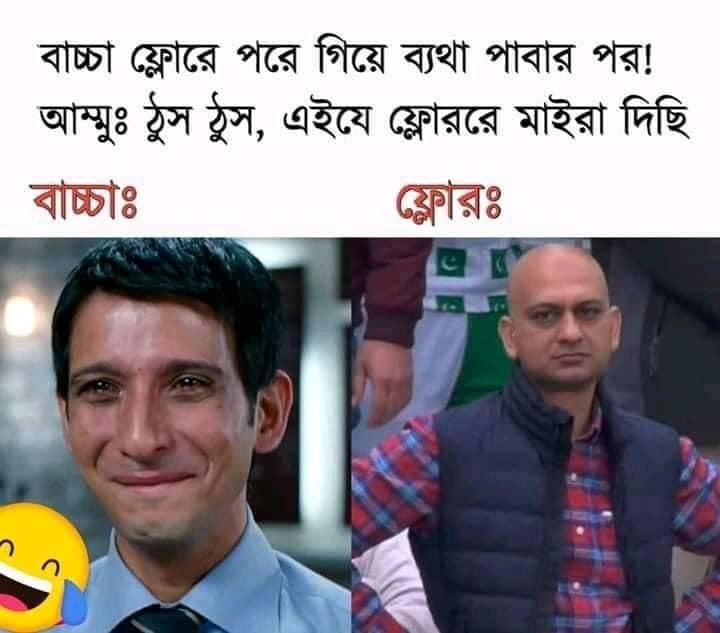 বাচ্চা ফ্লোরে পরে গিয়ে ব্যথা পাবার পর!
আম্মুঃ ঠুস ঠুস, এইযে ফ্লোররে মাইরা দিছি
বাচ্চাঃ ফ্লোরঃ